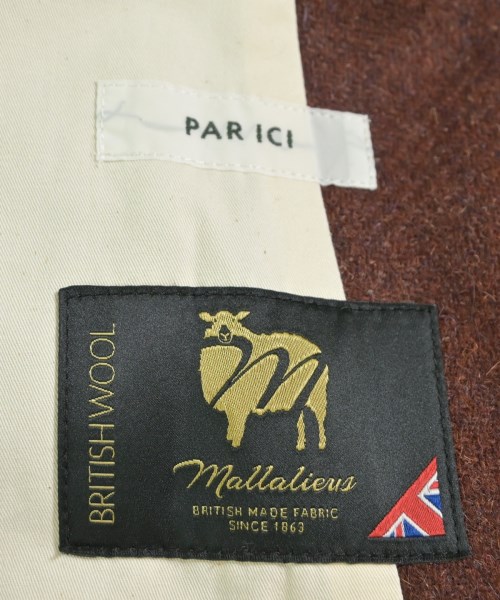 PAR ICI
BRITISH WOOL
M
Mallalieus
BRITISH MADE FABRIC
SINCE 1863